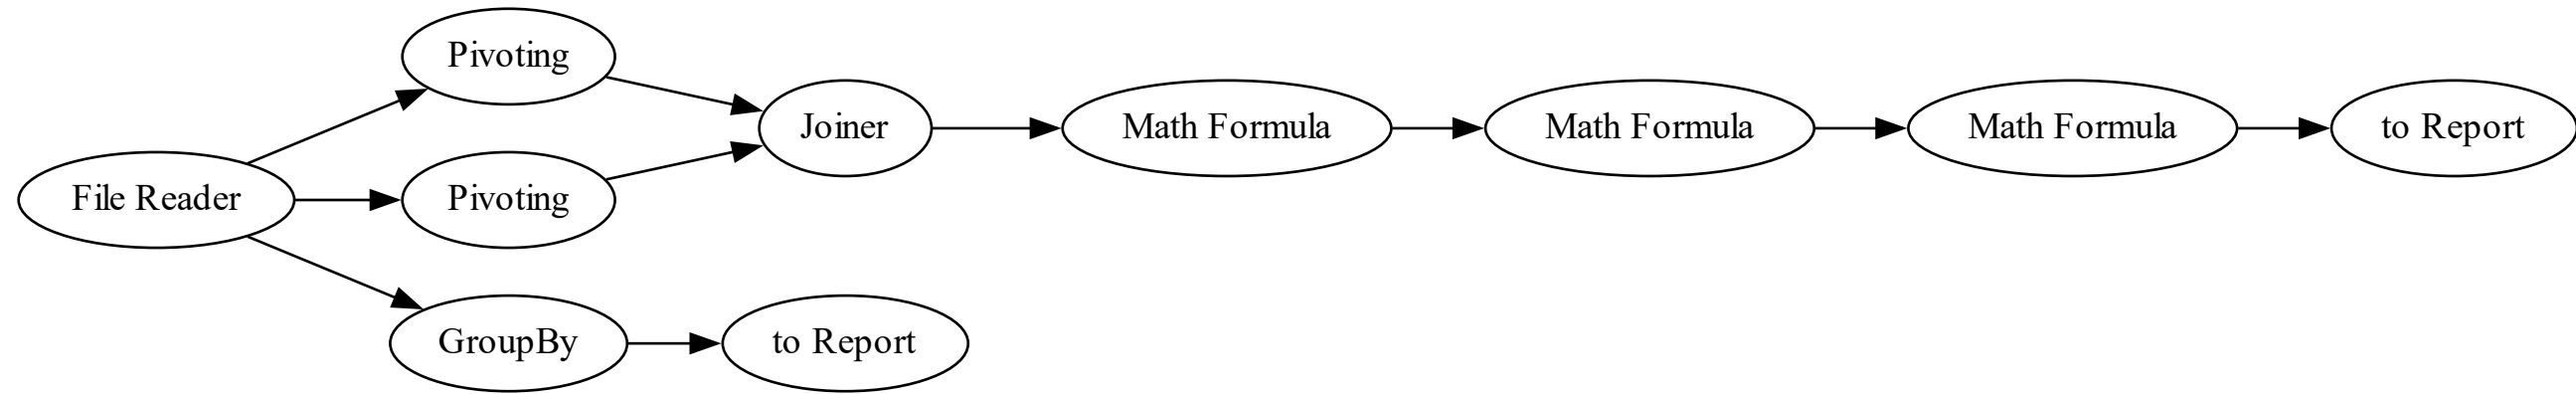 Pivoting
Joiner
Math Formula
Math Formula
Math Formula
to Report
File Reader
Pivoting
GroupBy
to Report